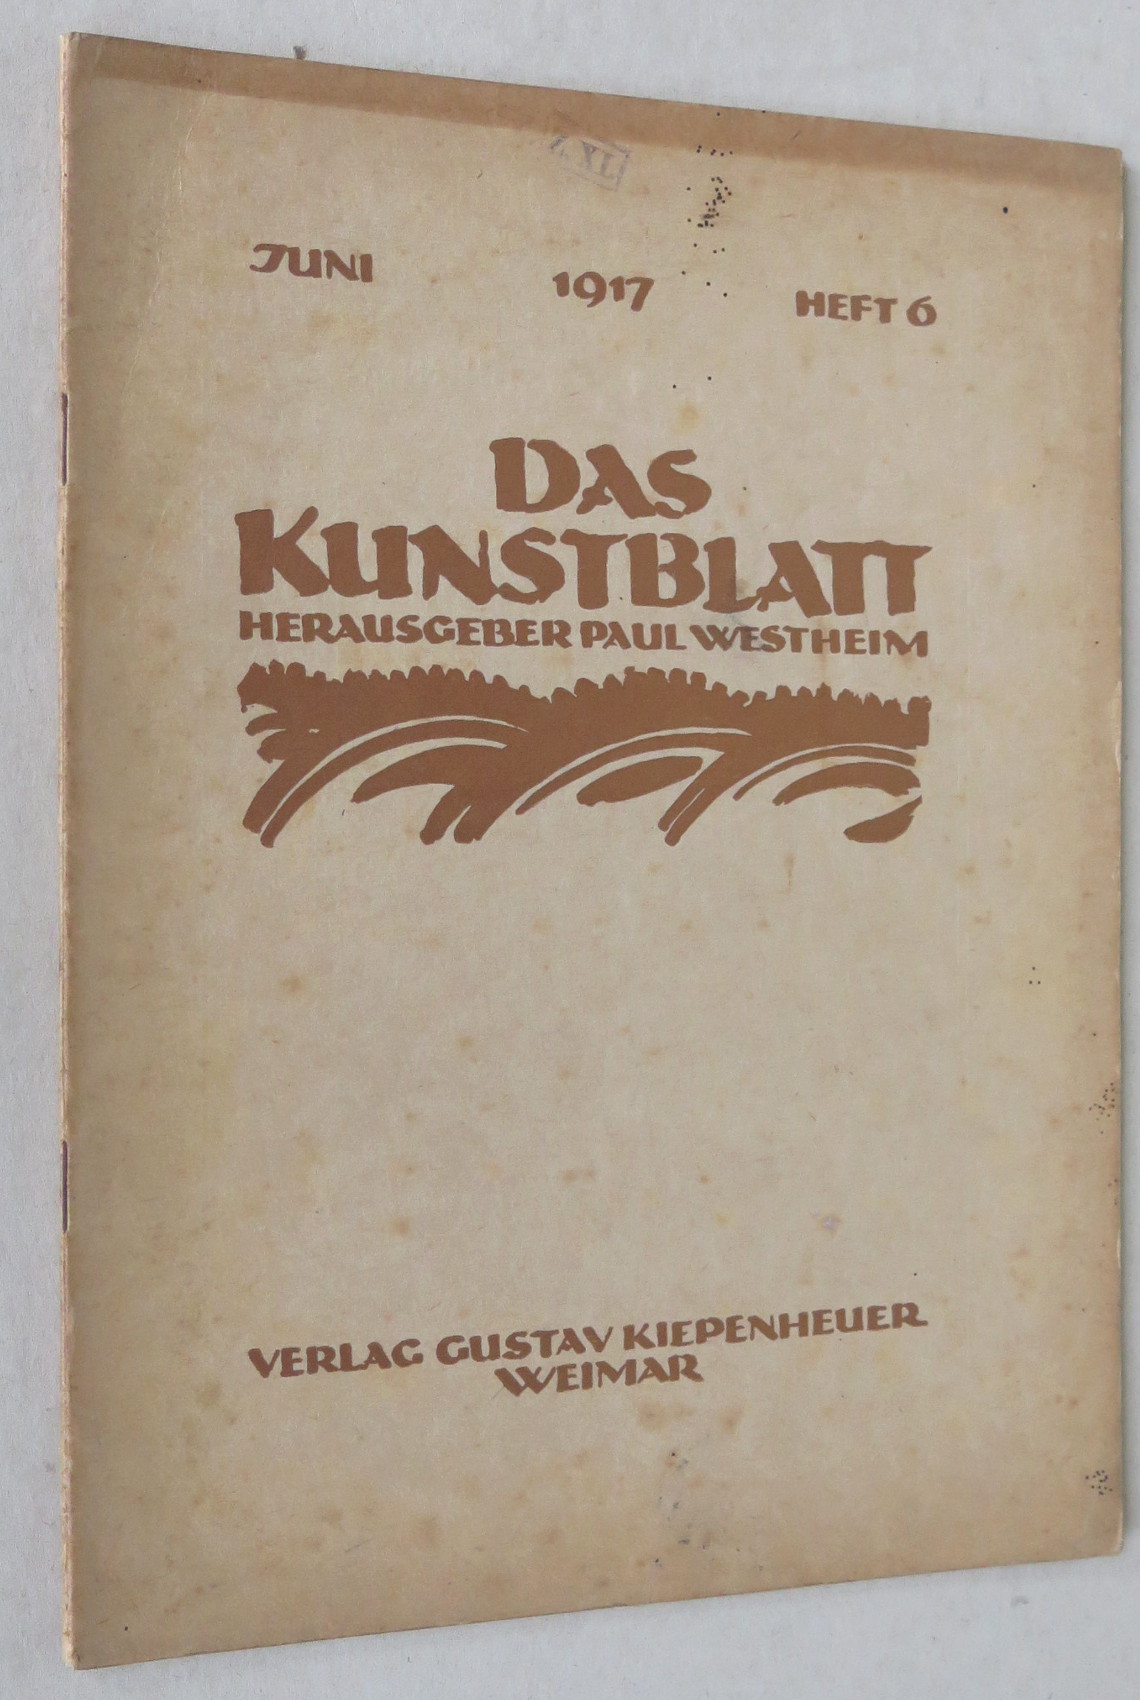 JUNI 1917 HEFT 6
DAS
KUNSTBLATT
HERAUSGEBER PAUL WESTHEIM
VERLAG GUSTAV KIEPENHEUER
WEIMAR